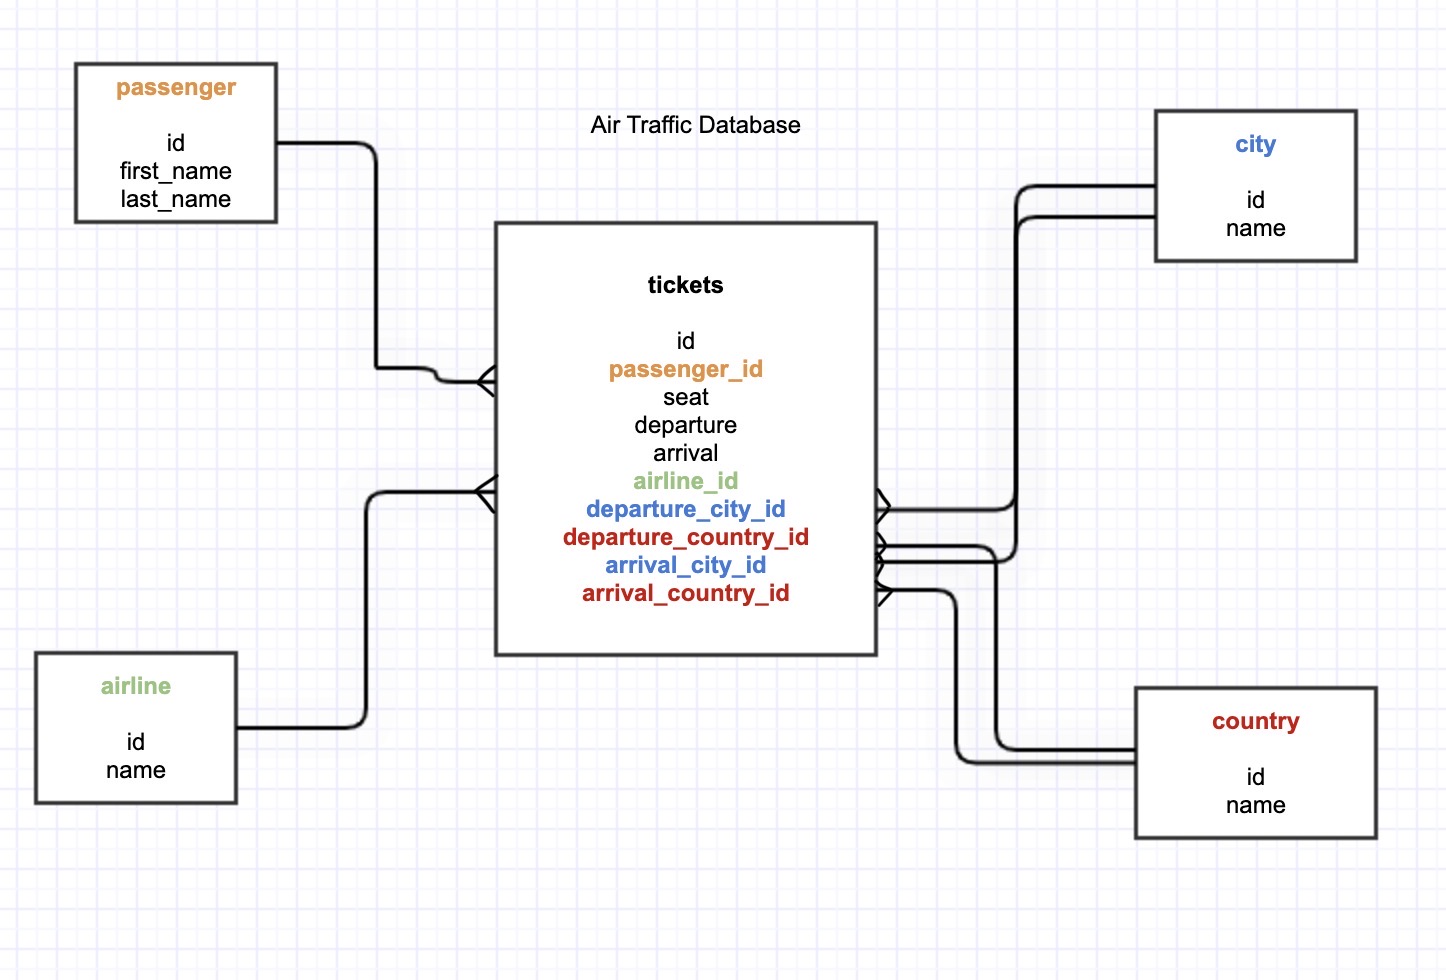 passenger
id
first_name
last_name
Air Traffic Database
city
id
name
tickets
id
passenger_id
seat
departure
arrival
airline_id
departure_city_id
departure_country_id
arrival_city_id
arrival_country_id
airline
id
name
country
id
name